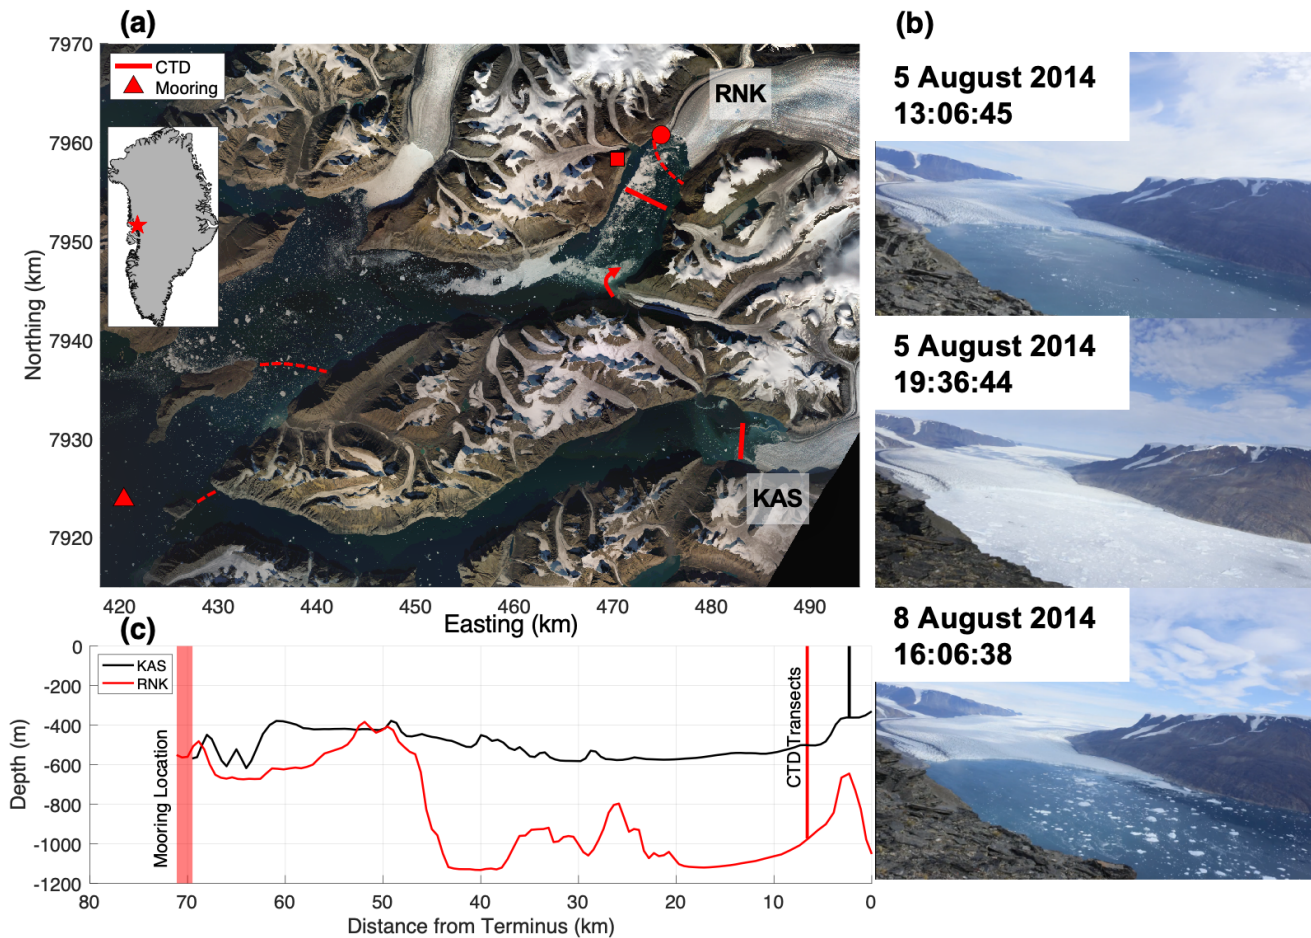 (a)
7970
7960
7950
7940
7930
7920
Northing (km)
CTD
Mooring
RNK
KAS
420
430
440
450
460
470
480
490
Easting (km)
(b)
5 August 2014
13:06:45
5 August 2014
19:36:44
8 August 2014
16:06:38
(c)
0
-200
-400
-600
-800
-1000
-1200
Depth (m)
KAS
RNK
Mooring Location
CTD Transects
80
70
60
50
40
30
20
10
0
Distance from Terminus (km)